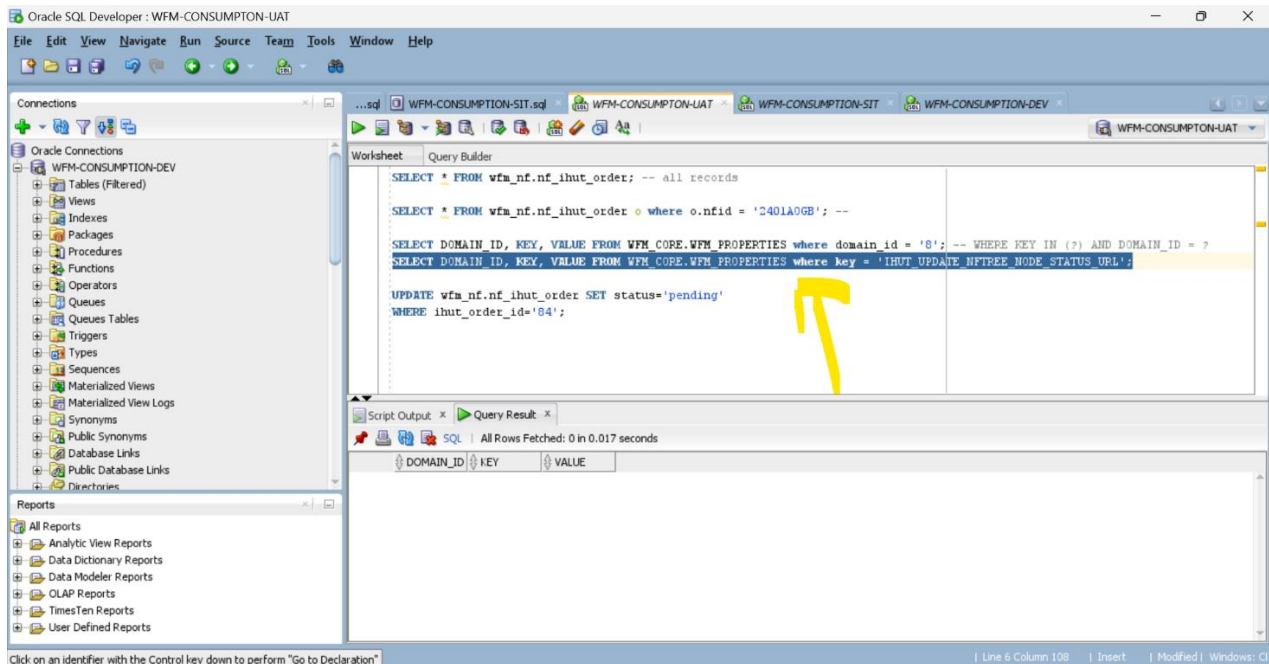 Oracle SQL Developer : WFM-CONSUMPTON-UAT
File Edit View Navigate Run Source Team Tools Window Help
Connections
...sql WFM-CONSUMPTION-SIT.sql WFM-CONSUMPTON-UAT WFM-CONSUMPTION-SIT WFM-CONSUMPTION-DEV
WFM-CONSUMPTON-UAT
Oracle Connections
WFM-CONSUMPTION-DEV
Tables (Filtered)
Views
Indexes
Packages
Procedures
Functions
Operators
Queues
Queues Tables
Triggers
Types
Sequences
Materialized Views
Materialized View Logs
Synonyms
Public Synonyms
Database Links
Public Database Links
Directories
Worksheet Query Builder
SELECT * FROM wfm_nf.nf_ihut_order; -- all records
SELECT * FROM wfm_nf.nf_ihut_order o where o.nfid = '2401A0GB'; --
SELECT DOMAIN_ID, KEY, VALUE FROM WFM_CORE.WFM_PROPERTIES where domain_id = '8'; -- WHERE KEY IN (?) AND DOMAIN_ID = ?
SELECT DOMAIN_ID, KEY, VALUE FROM WFM_CORE.WFM_PROPERTIES where key = 'IHUT_UPDATE_NFTREE_NODE_STATUS_URL';
UPDATE wfm_nf.nf_ihut_order SET status='pending'
WHERE ihut_order_id='84';
Script Output x Query Result x
SQL | All Rows Fetched: 0 in 0.017 seconds
DOMAIN_ID KEY VALUE
Reports
All Reports
Analytic View Reports
Data Dictionary Reports
Data Modeler Reports
OLAP Reports
TimesTen Reports
User Defined Reports
Click on an identifier with the Control key down to perform "Go to Declaration"
| Line 6 Column 108 | Insert | Modified | Windows: C